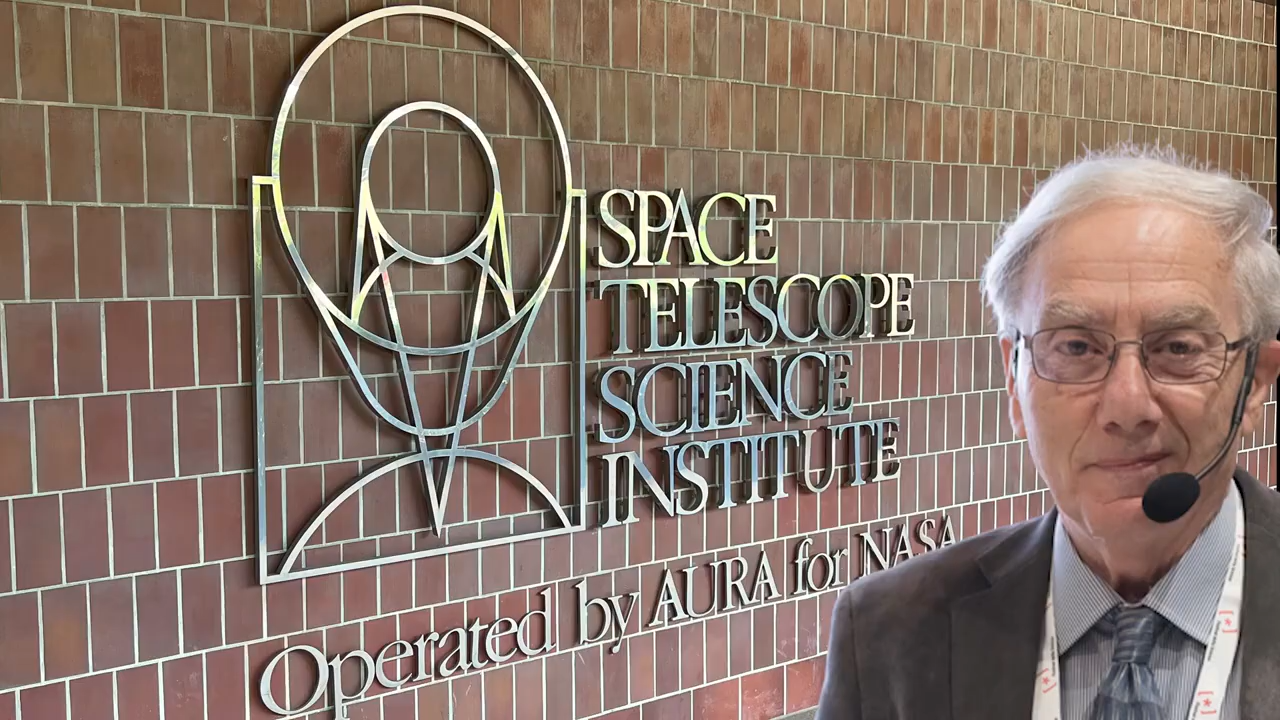 SPACE
TELESCOPE
SCIENCE
INSTITUTE
Operated by AURA for NASA